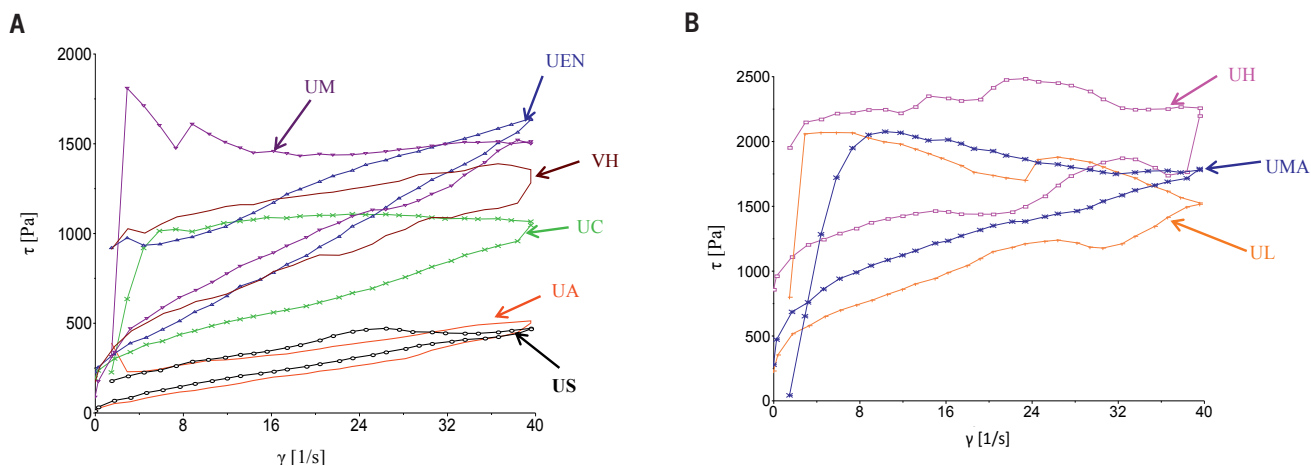 A
τ [Pa]
2000
1500
1000
500
0
0 8 16 24 32 40
γ [1/s]
UM
UEN
VH
UC
UA
US
B
τ [Pa]
2500
2000
1500
1000
500
0
0 8 16 24 32 40
γ [1/s]
UH
UMA
UL